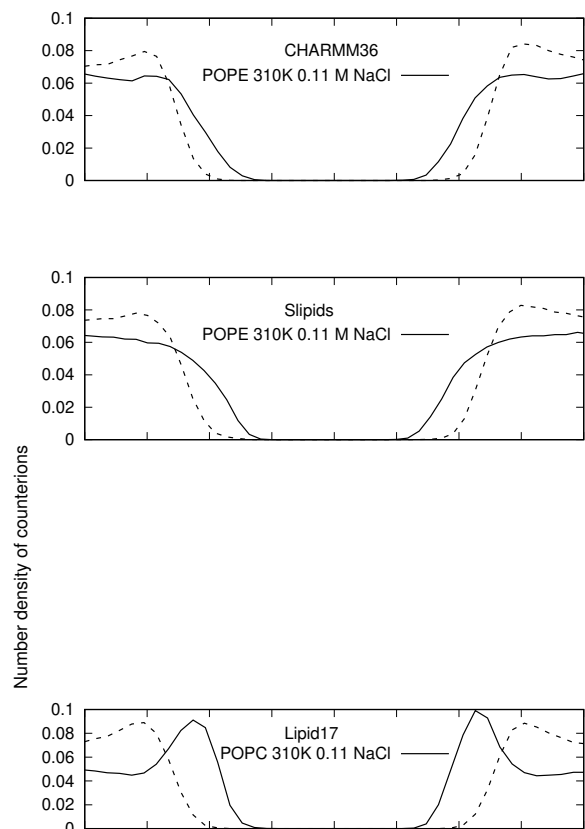 0.1
CHARMM36
0.08
POPE 310K 0.11 M NaCl
0.06
0.04
0.02
0
0.1
Slipids
0.08
POPE 310K 0.11 M NaCl
0.06
0.04
0.02
0
Number density of counterions
0.1
Lipid17
0.08
POPC 310K 0.11 NaCl
0.06
0.04
0.02
0